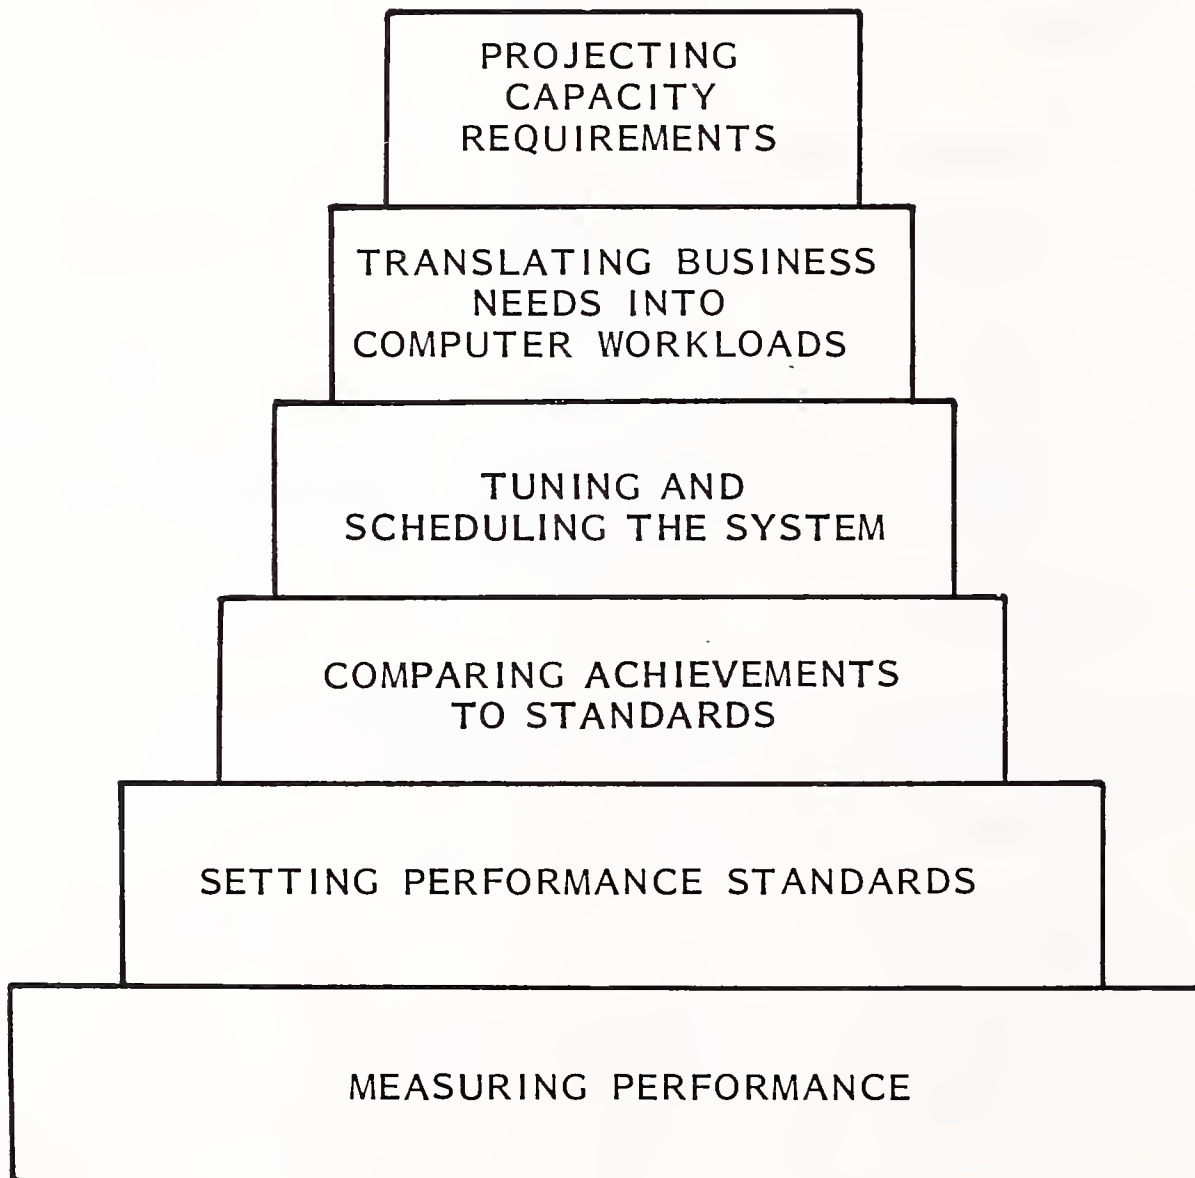 PROJECTING
CAPACITY
REQUIREMENTS
TRANSLATING BUSINESS
NEEDS INTO
COMPUTER WORKLOADS
TUNING AND
SCHEDULING THE SYSTEM
COMPARING ACHIEVEMENTS
TO STANDARDS
SETTING PERFORMANCE STANDARDS
MEASURING PERFORMANCE